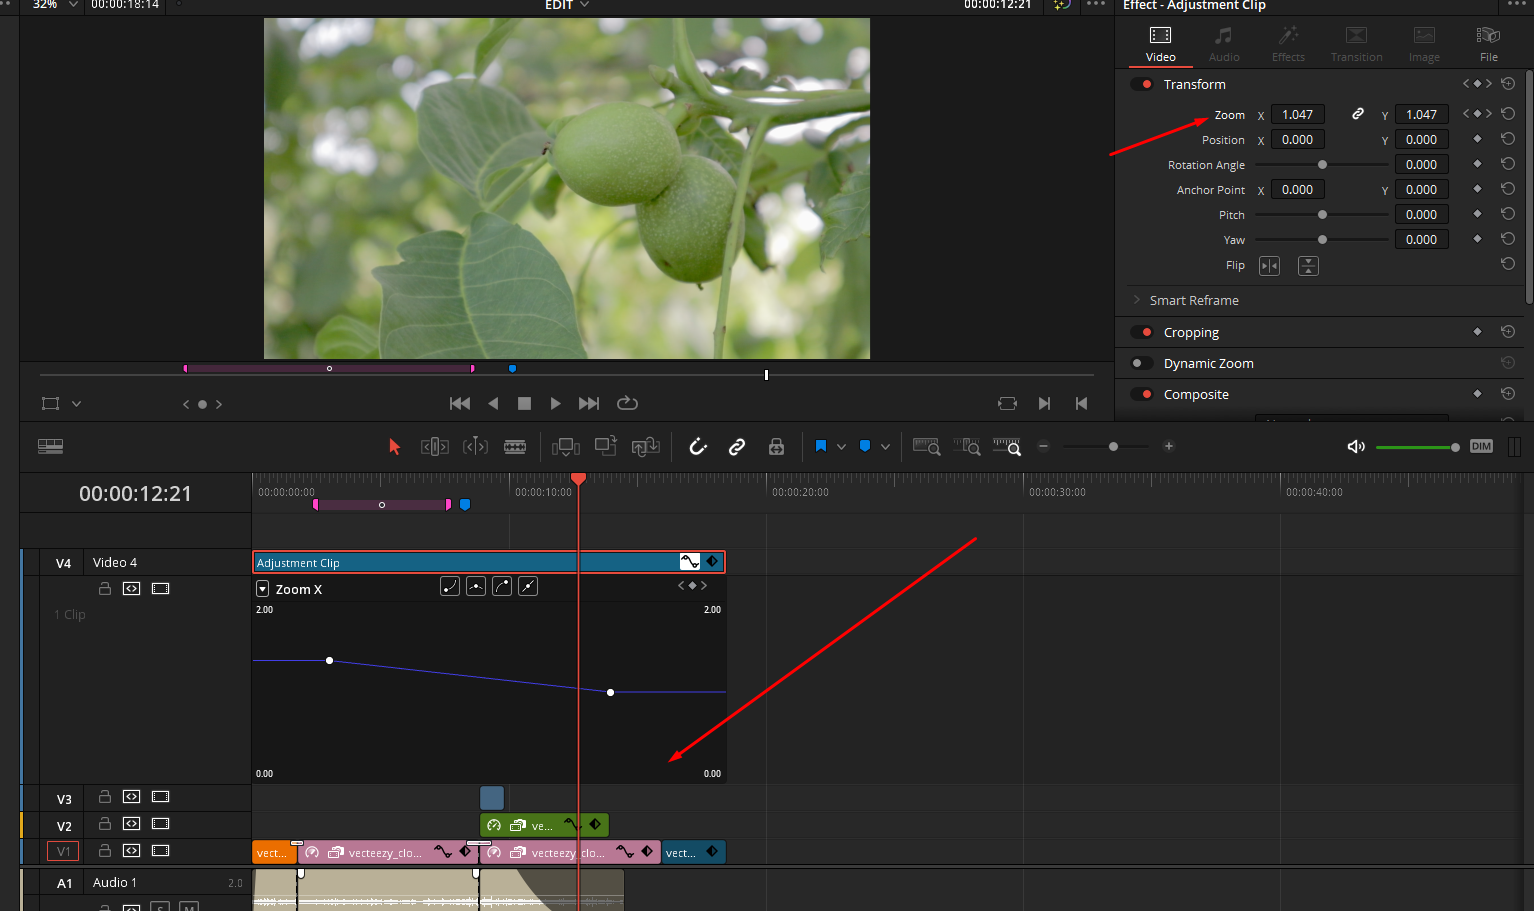 32% 00:00:18:14 EDIT 00:00:12:21 Effect - Adjustment Clip
Video Audio Effects Transition Image File
Transform
Zoom X 1.047 Y 1.047
Position X 0.000 Y 0.000
Rotation Angle 0.000
Anchor Point X 0.000 Y 0.000
Pitch 0.000
Yaw 0.000
Flip
Smart Reframe
Cropping
Dynamic Zoom
Composite
DIM
00:00:12:21
00:00:00:00 00:00:10:00 00:00:20:00 00:00:30:00 00:00:40:00
V4 Video 4 Adjustment Clip
Zoom X
1 Clip
2.00 2.00
0.00 0.00
V3
V2 ve...
V1 vect... vecteezy_clo... vecteezy_clo... vect...
A1 Audio 1 2.0
S M